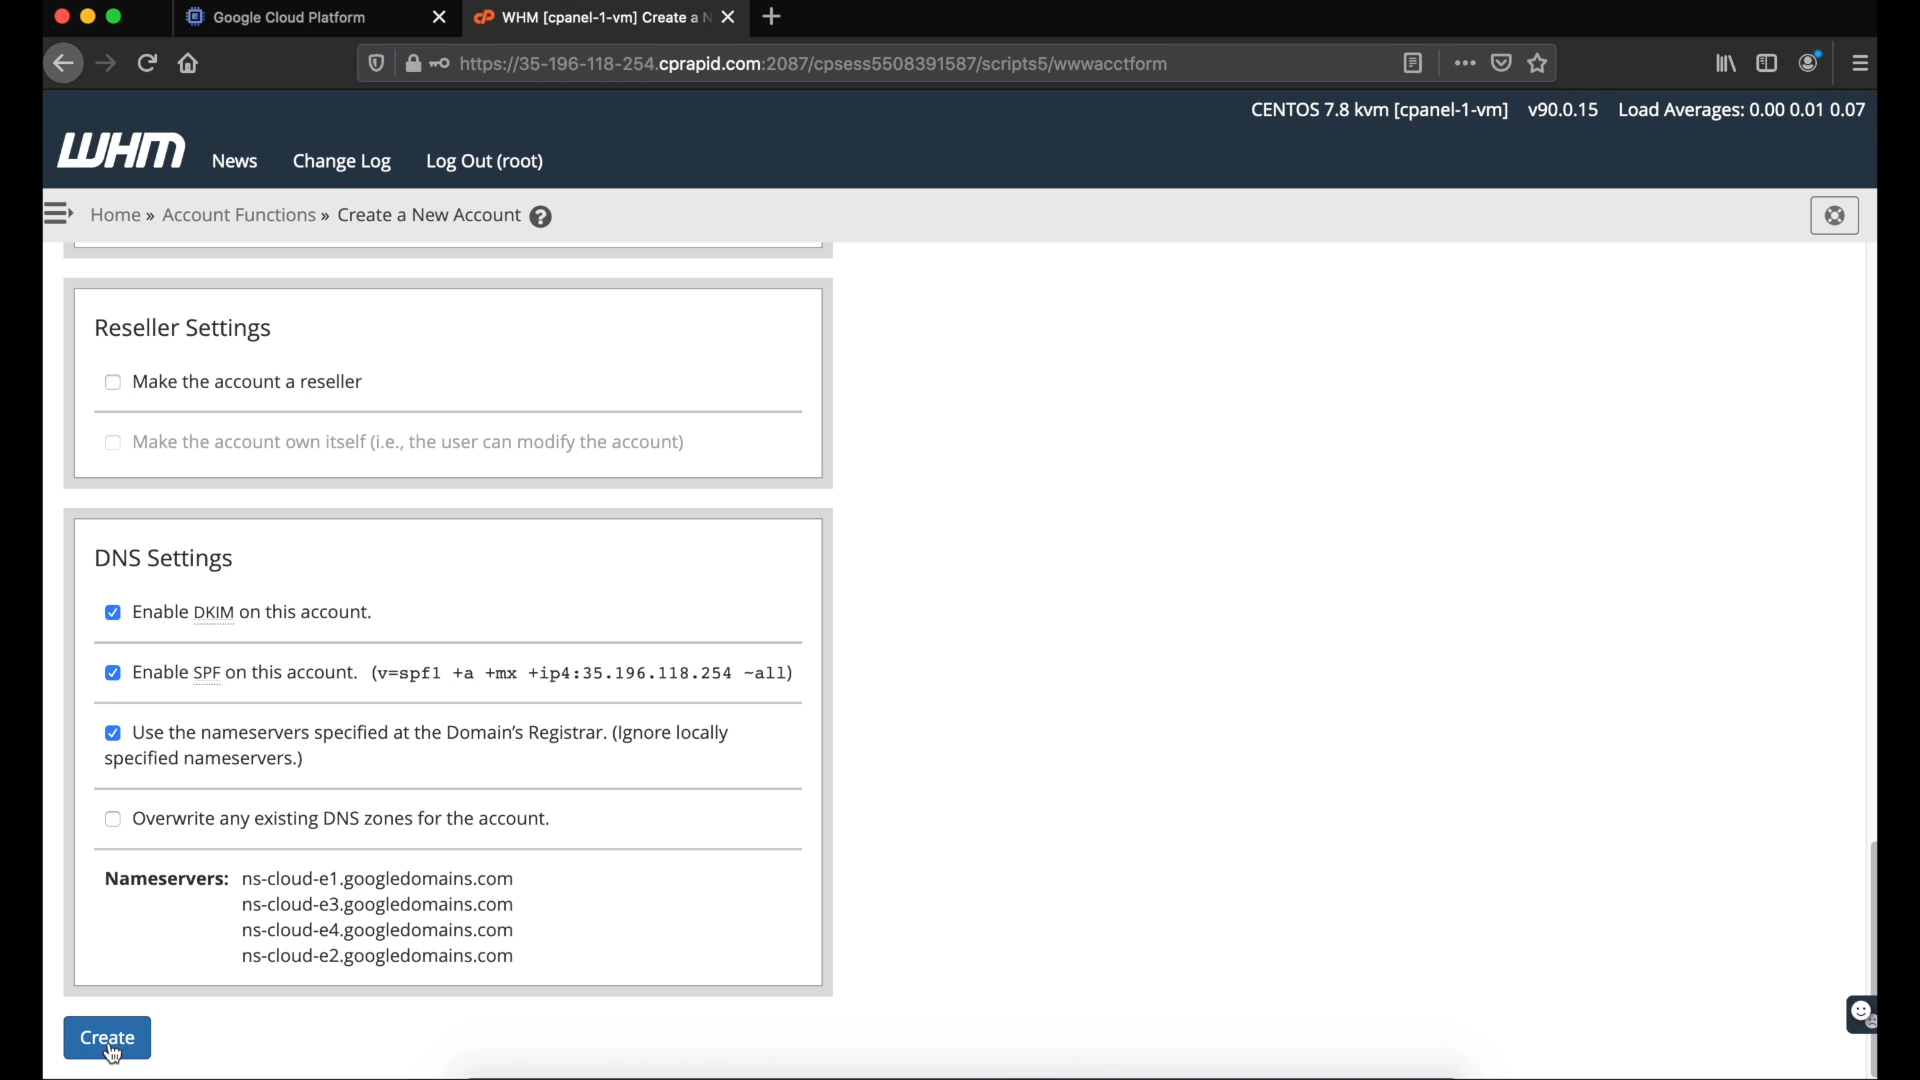 Google Cloud Platform
WHM [cpanel-1-vm] Create a N
https://35-196-118-254.cprapid.com:2087/cpsess5508391587/scripts5/wwwacctform
CENTOS 7.8 kvm [cpanel-1-vm] v90.0.15 Load Averages: 0.00 0.01 0.07
WHM News Change Log Log Out (root)
Home » Account Functions » Create a New Account ?
Reseller Settings
Make the account a reseller
Make the account own itself (i.e., the user can modify the account)
DNS Settings
Enable DKIM on this account.
Enable SPF on this account. (v=spf1 +a +mx +ip4:35.196.118.254 ~all)
Use the nameservers specified at the Domain’s Registrar. (Ignore locally
specified nameservers.)
Overwrite any existing DNS zones for the account.
Nameservers: ns-cloud-e1.googledomains.com
ns-cloud-e3.googledomains.com
ns-cloud-e4.googledomains.com
ns-cloud-e2.googledomains.com
Create